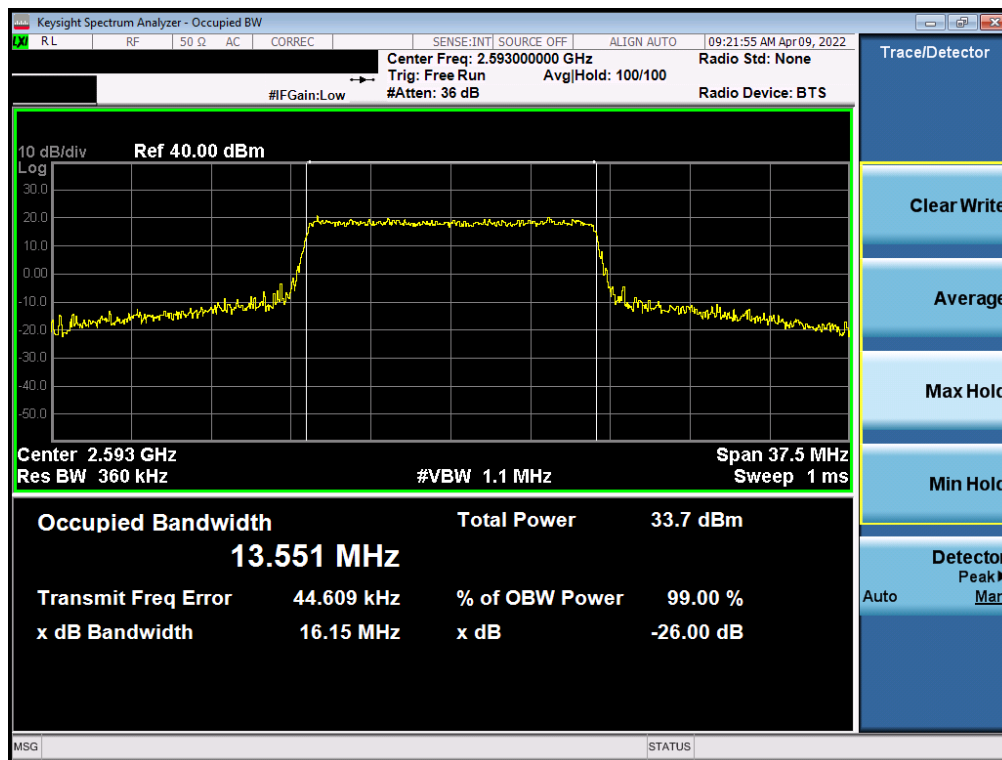 Keysight Spectrum Analyzer - Occupied BW
LXI RL RF 50 Ω AC CORREC SENSE:INT SOURCE OFF ALIGN AUTO 09:21:55 AM Apr 09, 2022
Center Freq: 2.593000000 GHz Radio Std: None
Trig: Free Run Avg|Hold: 100/100
#IFGain:Low #Atten: 36 dB Radio Device: BTS
Trace/Detector
10 dB/div Ref 40.00 dBm
Log
30.0
20.0
10.0
0.00
-10.0
-20.0
-30.0
-40.0
-50.0
Center 2.593 GHz Span 37.5 MHz
Res BW 360 kHz #VBW 1.1 MHz Sweep 1 ms
Occupied Bandwidth Total Power 33.7 dBm
13.551 MHz
Transmit Freq Error 44.609 kHz % of OBW Power 99.00 %
x dB Bandwidth 16.15 MHz x dB -26.00 dB
Clear Write
Average
Max Hold
Min Hold
Detector
Peak
Auto Man
MSG STATUS